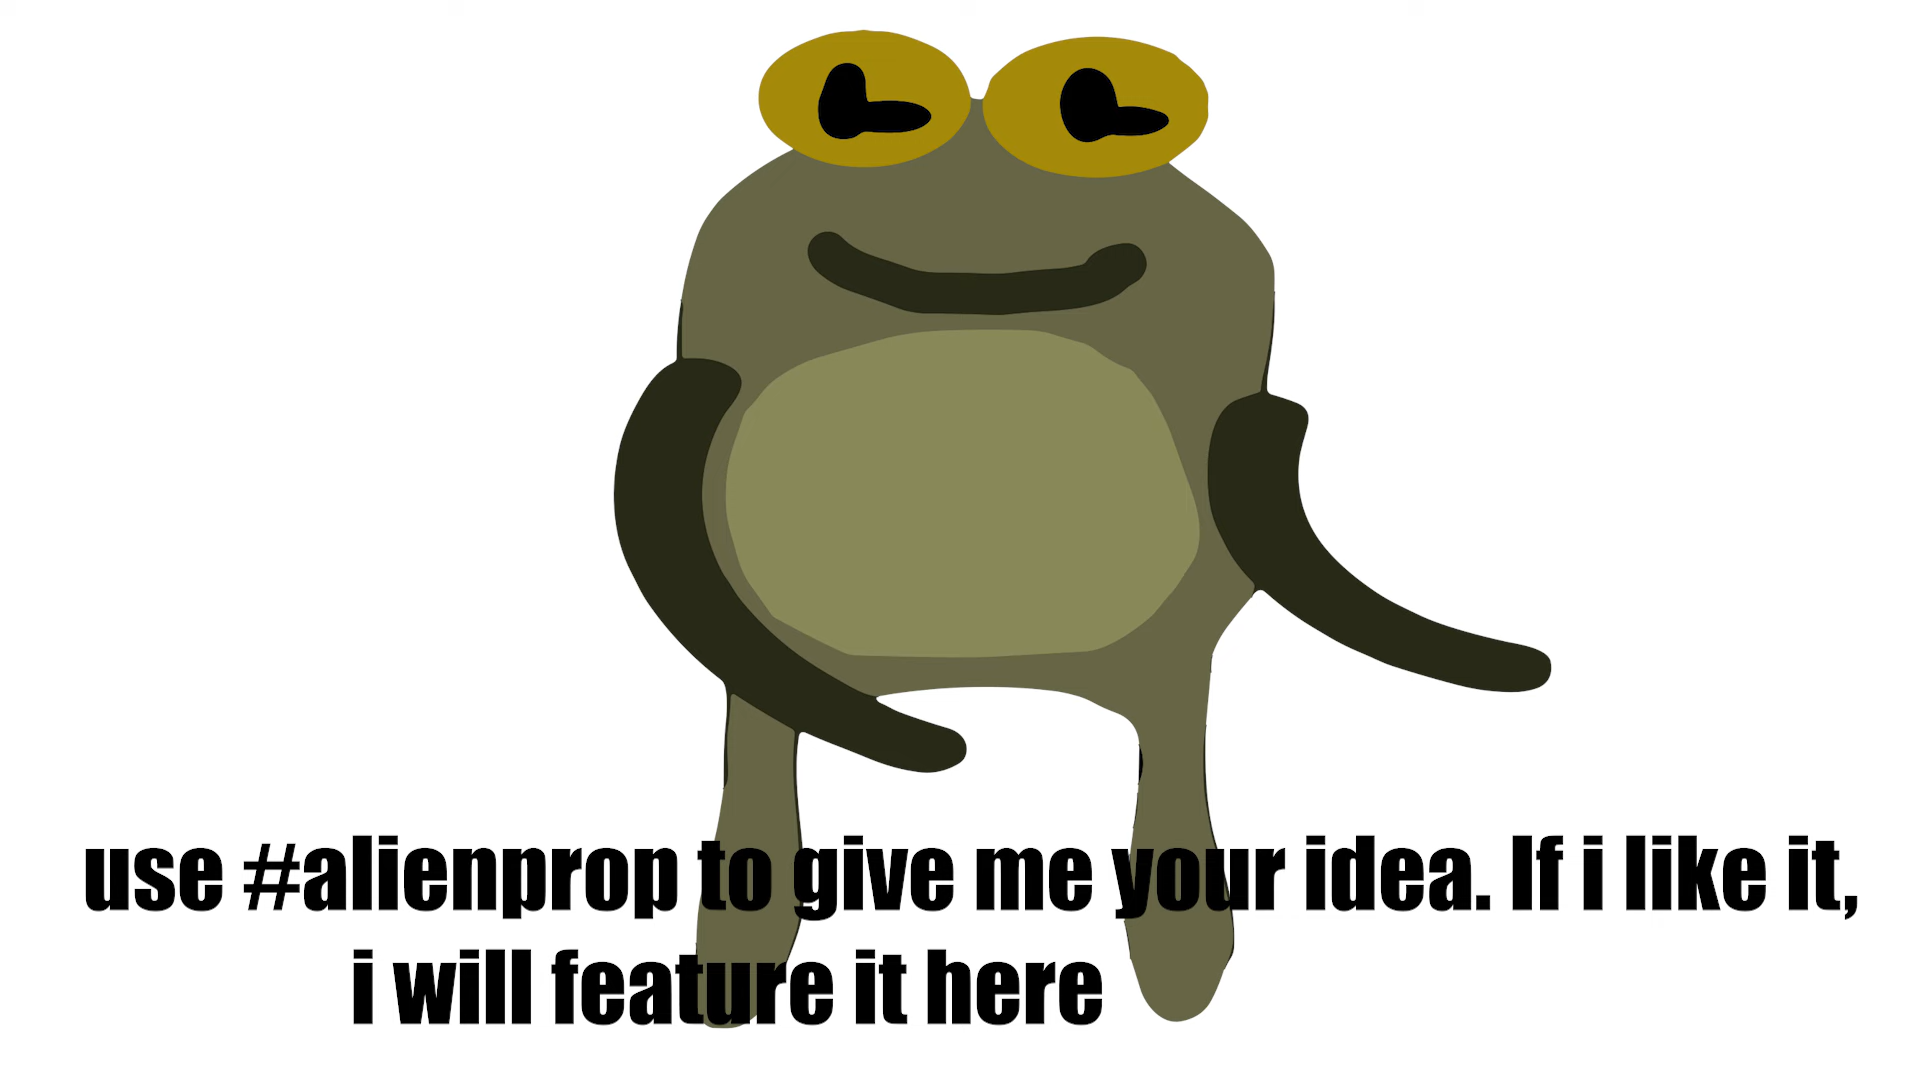 use #alienprop to give me your idea. If i like it,
i will feature it here